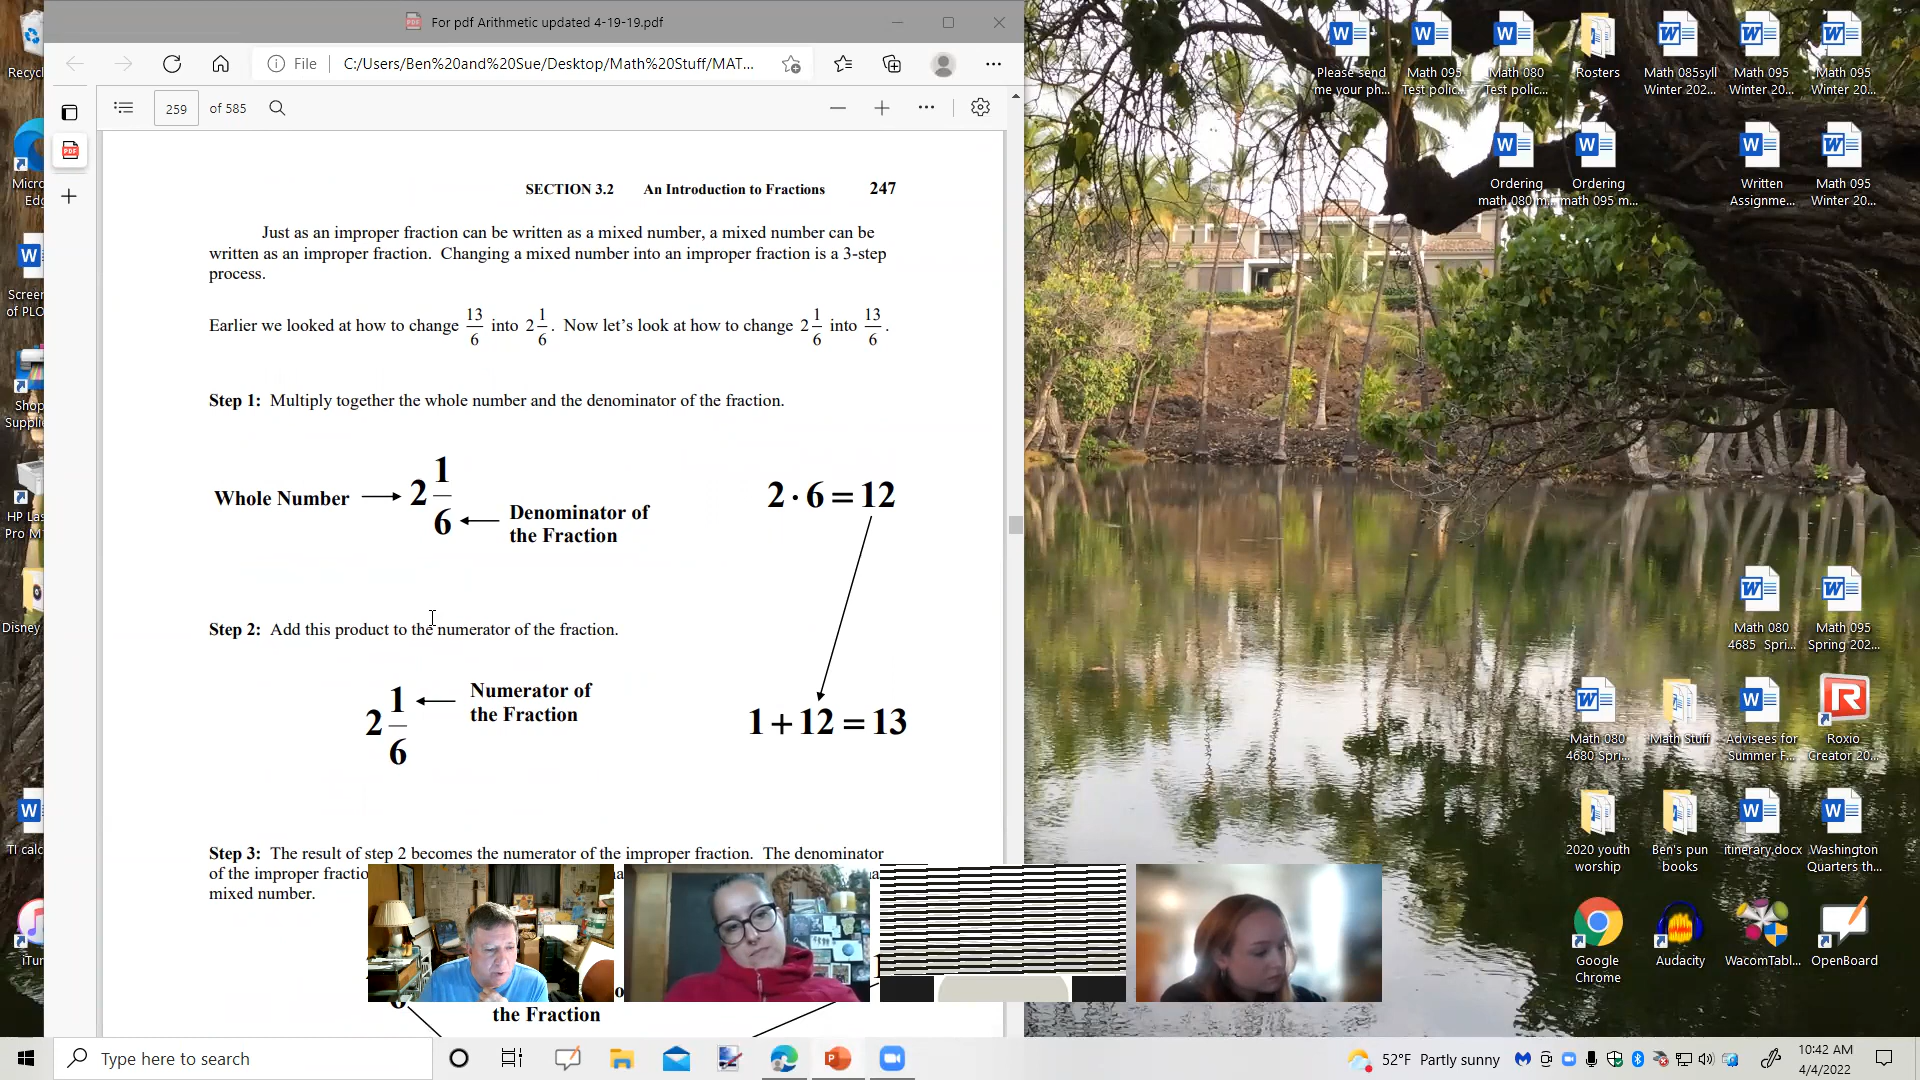 For pdf Arithmetic updated 4-19-19.pdf
File
C:/Users/Ben%20and%20Sue/Desktop/Math%20Stuff/MAT...
259 of 585
SECTION 3.2 An Introduction to Fractions 247
Just as an improper fraction can be written as a mixed number, a mixed number can be
written as an improper fraction. Changing a mixed number into an improper fraction is a 3-step
process.
Earlier we looked at how to change 13/6 into 2 1/6. Now let's look at how to change 2 1/6 into 13/6.
Step 1: Multiply together the whole number and the denominator of the fraction.
Whole Number → 2 1/6 ← Denominator of
the Fraction
2 · 6 = 12
Step 2: Add this product to the numerator of the fraction.
2 1/6 ← Numerator of
the Fraction
1 + 12 = 13
Step 3: The result of step 2 becomes the numerator of the improper fraction. The denominator
of the improper
mixed number.
the Fraction
Please send
me your ph...
Math 095
Test polic...
Math 080
Test polic...
Rosters
Math 085syll
Winter 202...
Math 095
Winter 20...
Math 095
Winter 20...
Ordering
math 080 m...
Ordering
math 095 m...
Written
Assignme...
Math 095
Winter 20...
Math 080
4685 Spri...
Math 095
Spring 202...
Math 080
4680 Spri...
Math Stuff
Advisees for
Summer F...
Roxio
Creator 20...
2020 youth
worship
Ben's pun
books
itinerary.docx
Washington
Quarters th...
Google
Chrome
Audacity
WacomTabl...
OpenBoard
Recycl
Micro
Edg
Scree
of PLO
Shop
Supplie
HP La
Pro M
Disney
TI calc
iTur
Type here to search
52°F Partly sunny
10:42 AM
4/4/2022